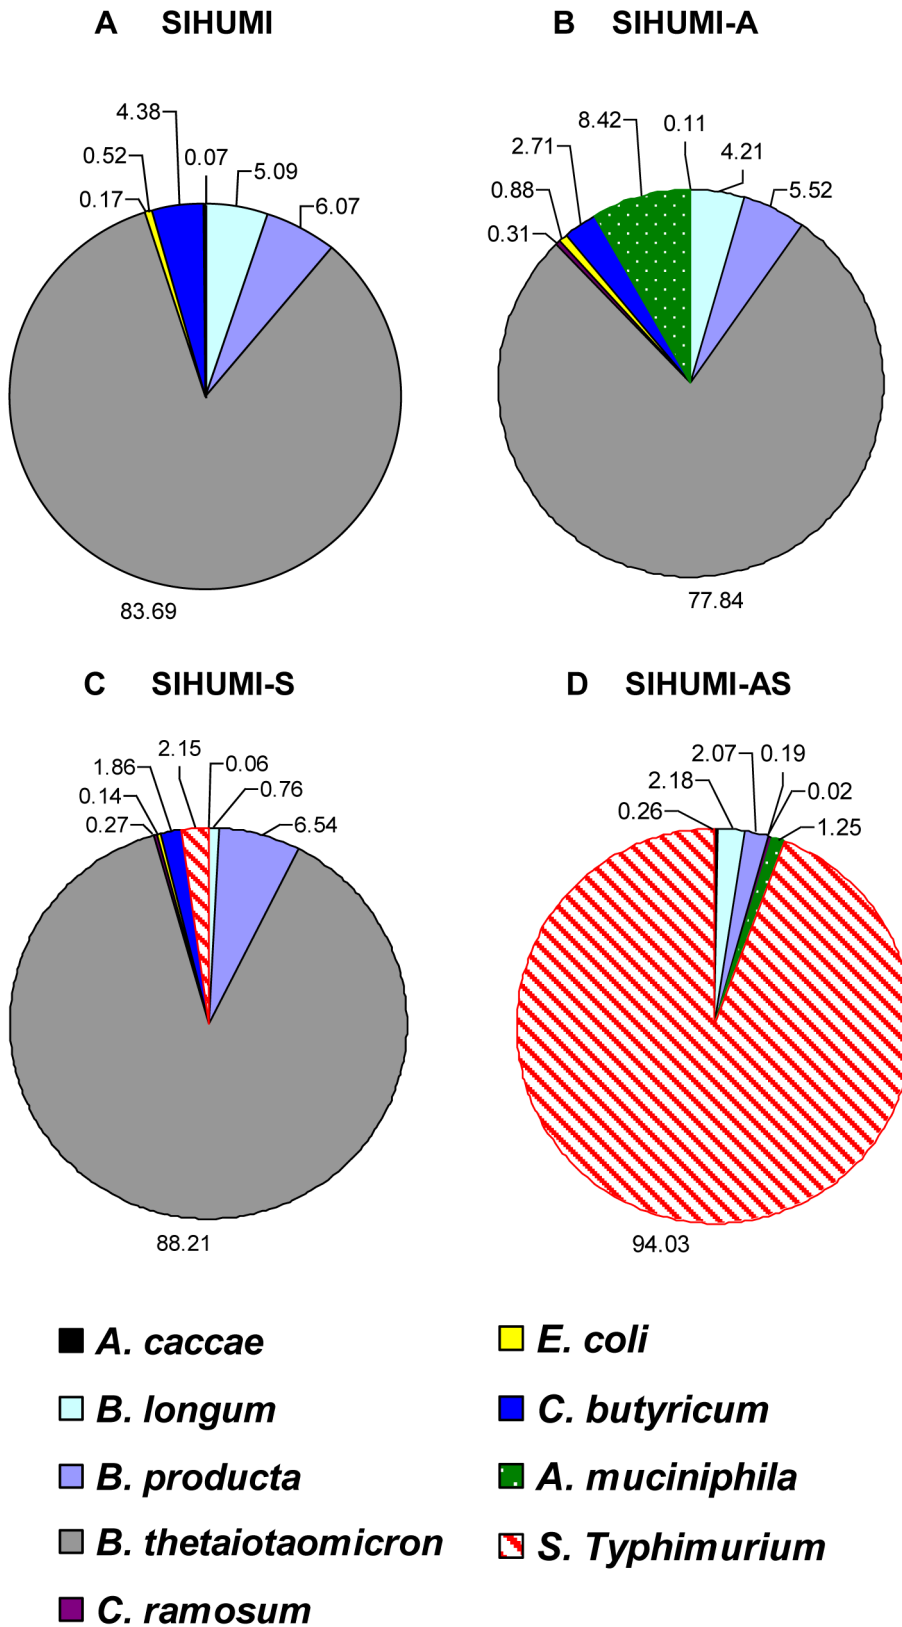 A SIHUMI
B SIHUMI-A
4.38
0.52
0.07
0.17
5.09
6.07
83.69
8.42
0.11
2.71
4.21
0.88
5.52
0.31
77.84
C SIHUMI-S
D SIHUMI-AS
2.15
1.86
0.06
0.14
0.76
0.27
6.54
88.21
2.07
0.19
2.18
0.02
0.26
1.25
94.03
A. caccae
B. longum
B. producta
B. thetaiotaomicron
C. ramosum
E. coli
C. butyricum
A. muciniphila
S. Typhimurium